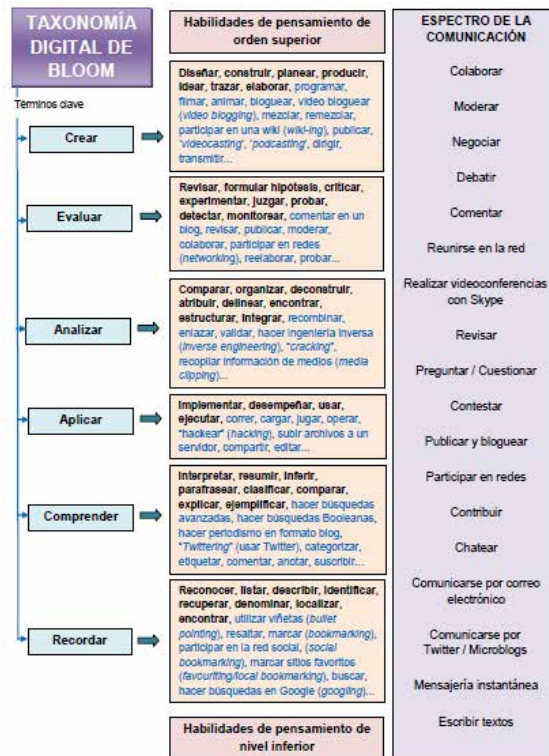 TAXONOMÍA
DIGITAL DE
BLOOM
Términos clave
Habilidades de pensamiento de
orden superior
Crear
Diseñar, construir, planear, producir,
idear, trazar, elaborar, programar,
filmar, animar, bloguear, video bloguear
(video blogging), mezclar, remezclar,
participar en una wiki (wiki-ing), publicar,
'videocasting', 'podcasting', dirigir,
transmitir...
Evaluar
Revisar, formular hipótesis, criticar,
experimentar, juzgar, probar,
detectar, monitorear, comentar en un
blog, revisar, publicar, moderar,
colaborar, participar en redes
(networking), reelaborar, probar...
Analizar
Comparar, organizar, deconstruir,
atribuir, delinear, encontrar,
estructurar, integrar, recombinar,
enlazar, validar, hacer ingeniería inversa
(inverse engineering), "cracking",
recopilar información de medios (media
clipping)...
Aplicar
Implementar, desempeñar, usar,
ejecutar, correr, cargar, jugar, operar,
"hackear" (hacking), subir archivos a un
servidor, compartir, editar...
Comprender
Interpretar, resumir, inferir,
parafrasear, clasificar, comparar,
explicar, ejemplificar, hacer búsquedas
avanzadas, hacer búsquedas Booleanas,
hacer periodismo en formato blog,
"Twittering" (usar Twitter), categorizar,
etiquetar, comentar, anotar, suscribir...
Recordar
Reconocer, listar, describir, identificar,
recuperar, denominar, localizar,
encontrar, utilizar viñetas (bullet
pointing), resaltar, marcar (bookmarking),
participar en la red social, (social
bookmarking), marcar sitios favoritos
(favouriting/local bookmarking), buscar,
hacer búsquedas en Google (googling)...
Habilidades de pensamiento de
nivel inferior
ESPECTRO DE LA
COMUNICACIÓN
Colaborar
Moderar
Negociar
Debatir
Comentar
Reunirse en la red
Realizar videoconferencias
con Skype
Revisar
Preguntar / Cuestionar
Contestar
Publicar y bloguear
Participar en redes
Contribuir
Chatear
Comunicarse por correo
electrónico
Comunicarse por
Twitter / Microblogs
Mensajería instantánea
Escribir textos